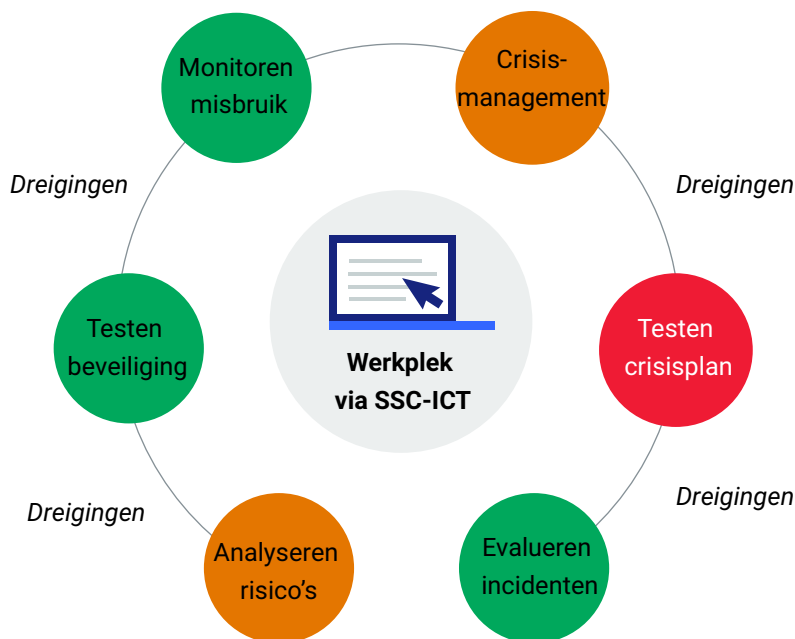 Monitoren
misbruik
Crisis-
management
Dreigingen
Dreigingen
Testen
beveiliging
Werkplek
via SSC-ICT
Testen
crisisplan
Dreigingen
Dreigingen
Analyseren
risico's
Evalueren
incidenten